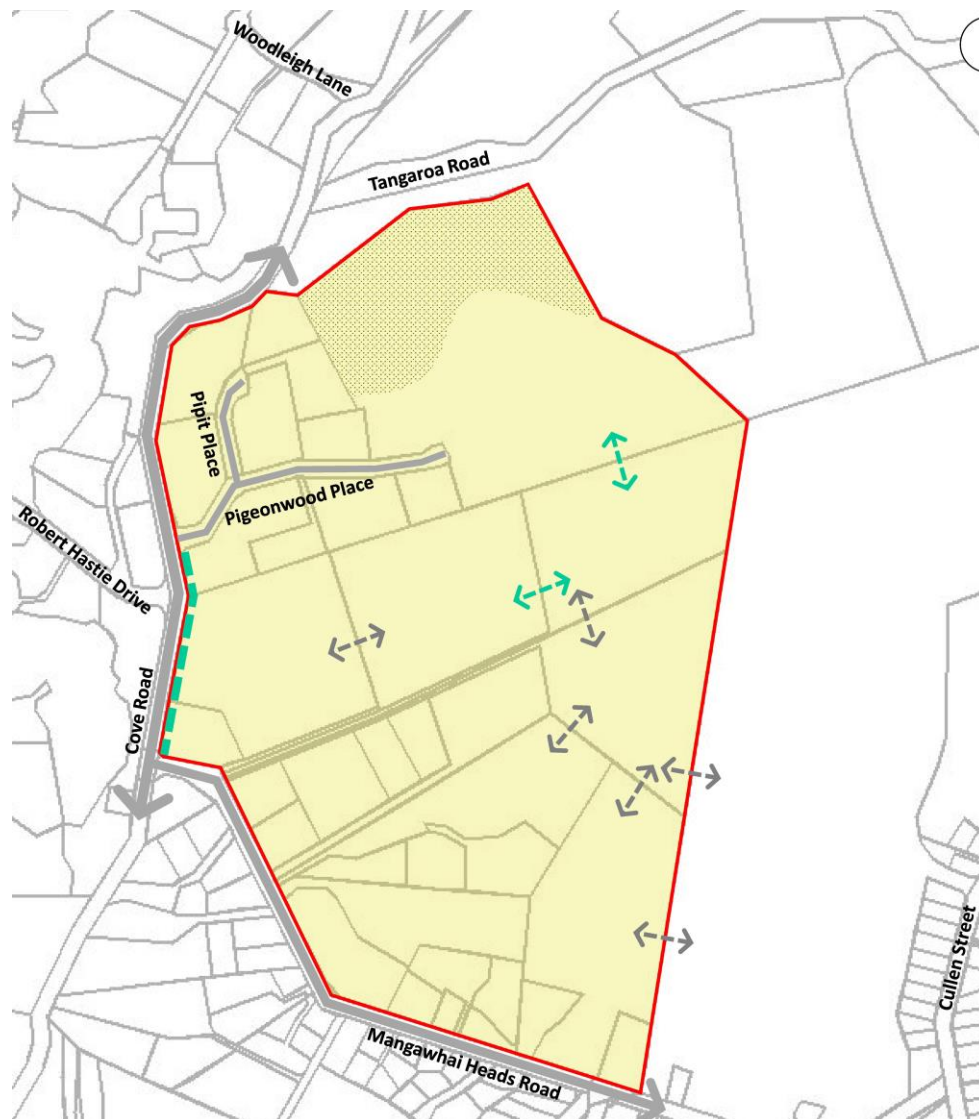 Woodleigh Lane
Tangaroa Road
Pipit Place
Pigeonwood Place
Robert Hastie Drive
Cove Road
Cullen Street
Mangawhai Heads Road